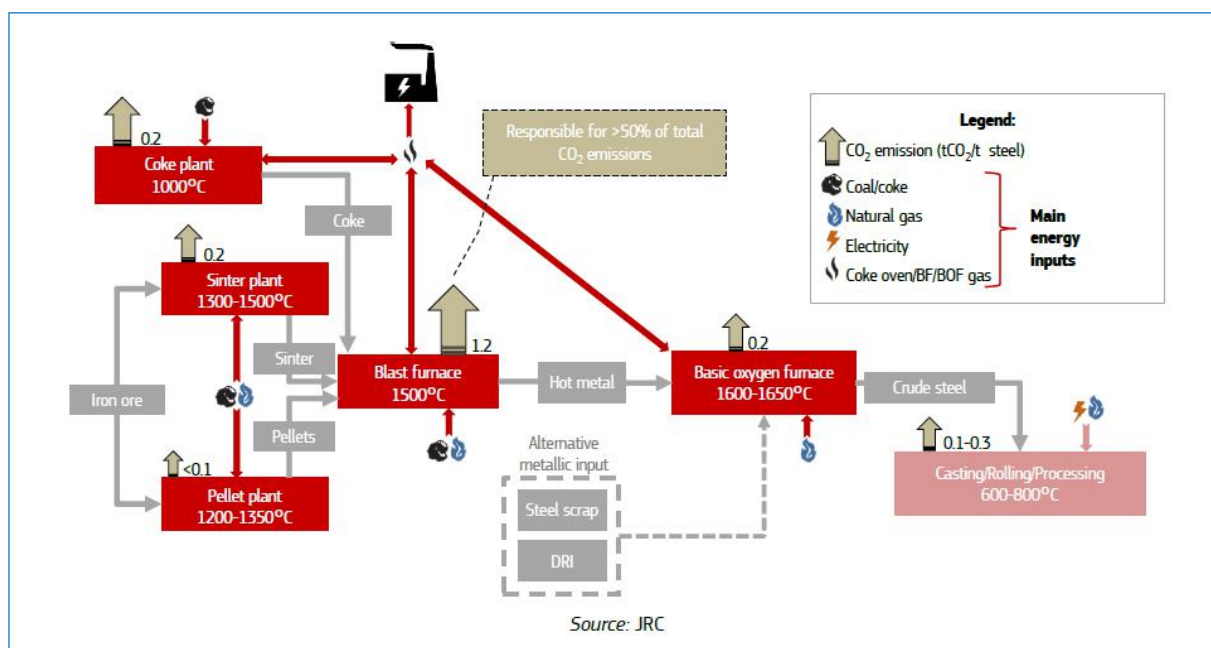 Responsible for >50% of total
CO₂ emissions
Legend:
CO₂ emission (tCO₂/t steel)
Coal/coke
Natural gas
Electricity
Coke oven/BF/BOF gas
Main
energy
inputs
0.2
Coke plant
1000°C
Coke
0.2
Sinter plant
1300-1500°C
Sinter
Iron ore
Pellets
<0.1
Pellet plant
1200-1350°C
1.2
Blast furnace
1500°C
Hot metal
0.2
Basic oxygen furnace
1600-1650°C
Crude steel
Alternative
metallic input
Steel scrap
DRI
0.1-0.3
Casting/Rolling/Processing
600-800°C
Source: JRC